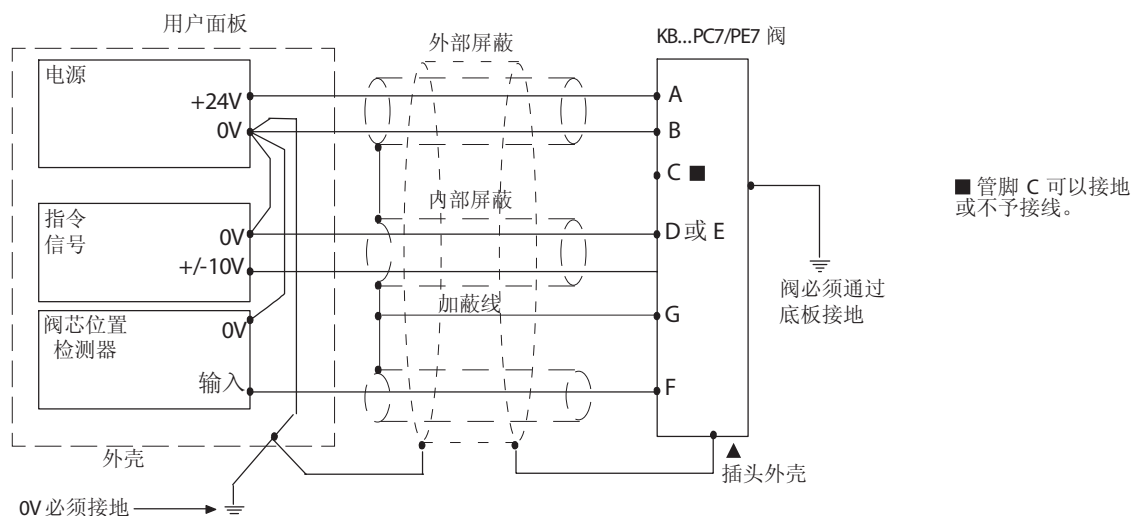 用户面板
外部屏蔽
KB...PC7/PE7 阀
电源
+24V
0V
A
B
C ■
■ 管脚 C 可以接地
或不予接线。
指令
信号
0V
+/-10V
内部屏蔽
D或 E
阀必须通过
底板接地
阀芯位置
检测器
0V
输入
加蔽线
G
F
外壳
▲
插头外壳
0V 必须接地